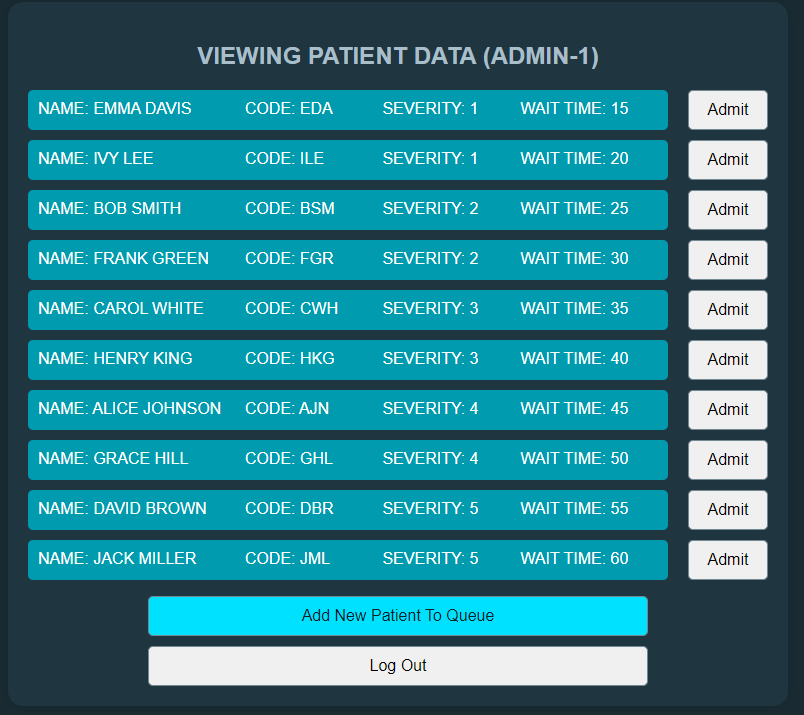 VIEWING PATIENT DATA (ADMIN-1)
NAME: EMMA DAVIS CODE: EDA SEVERITY: 1 WAIT TIME: 15 Admit
NAME: IVY LEE CODE: ILE SEVERITY: 1 WAIT TIME: 20 Admit
NAME: BOB SMITH CODE: BSM SEVERITY: 2 WAIT TIME: 25 Admit
NAME: FRANK GREEN CODE: FGR SEVERITY: 2 WAIT TIME: 30 Admit
NAME: CAROL WHITE CODE: CWH SEVERITY: 3 WAIT TIME: 35 Admit
NAME: HENRY KING CODE: HKG SEVERITY: 3 WAIT TIME: 40 Admit
NAME: ALICE JOHNSON CODE: AJN SEVERITY: 4 WAIT TIME: 45 Admit
NAME: GRACE HILL CODE: GHL SEVERITY: 4 WAIT TIME: 50 Admit
NAME: DAVID BROWN CODE: DBR SEVERITY: 5 WAIT TIME: 55 Admit
NAME: JACK MILLER CODE: JML SEVERITY: 5 WAIT TIME: 60 Admit
Add New Patient To Queue
Log Out